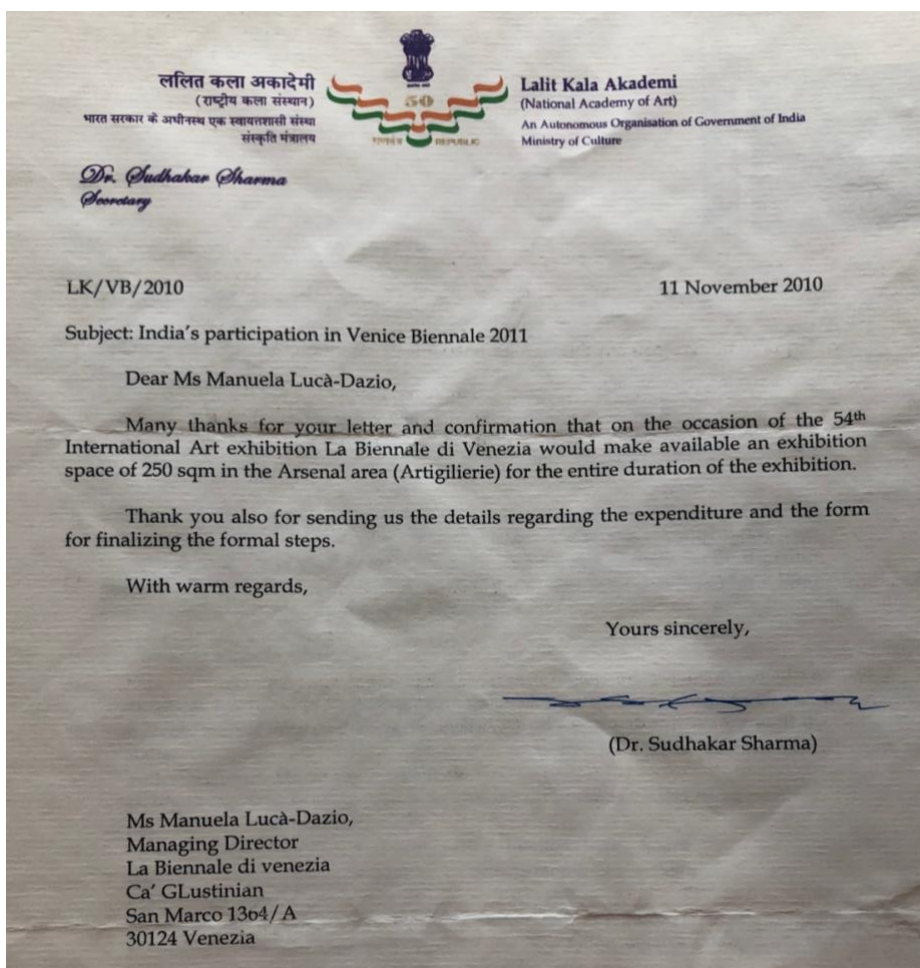 ललित कला अकादेमी
(राष्ट्रीय कला संस्थान)
भारत सरकार के अधीनस्थ एक स्वायत्तशासी संस्था
संस्कृति मंत्रालय
50
REPUBLIC
Lalit Kala Akademi
(National Academy of Art)
An Autonomous Organisation of Government of India
Ministry of Culture
Dr. Sudhakar Sharma
Secretary
LK/VB/2010
11 November 2010
Subject: India's participation in Venice Biennale 2011
Dear Ms Manuela Lucà-Dazio,
Many thanks for your letter and confirmation that on the occasion of the 54th
International Art exhibition La Biennale di Venezia would make available an exhibition
space of 250 sqm in the Arsenal area (Artigilierie) for the entire duration of the exhibition.
Thank you also for sending us the details regarding the expenditure and the form
for finalizing the formal steps.
With warm regards,
Yours sincerely,
(Dr. Sudhakar Sharma)
Ms Manuela Lucà-Dazio,
Managing Director
La Biennale di venezia
Ca' GLustinian
San Marco 13o4/A
30124 Venezia